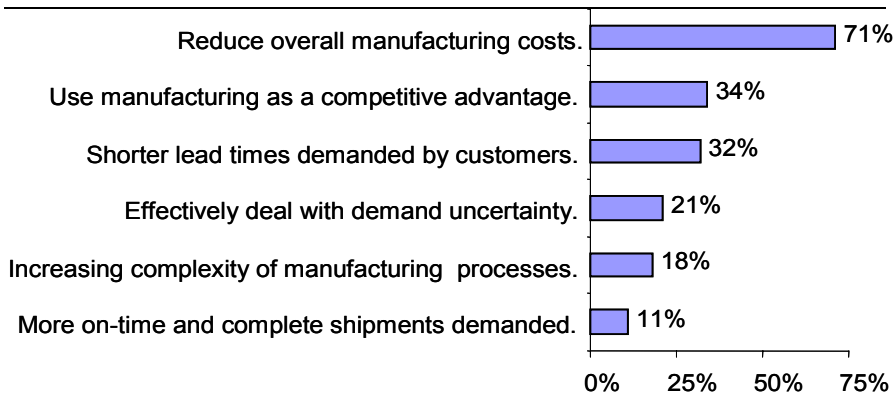 Reduce overall manufacturing costs. 71%
Use manufacturing as a competitive advantage. 34%
Shorter lead times demanded by customers. 32%
Effectively deal with demand uncertainty. 21%
Increasing complexity of manufacturing  processes. 18%
More on-time and complete shipments demanded. 11%
0% 25% 50% 75%